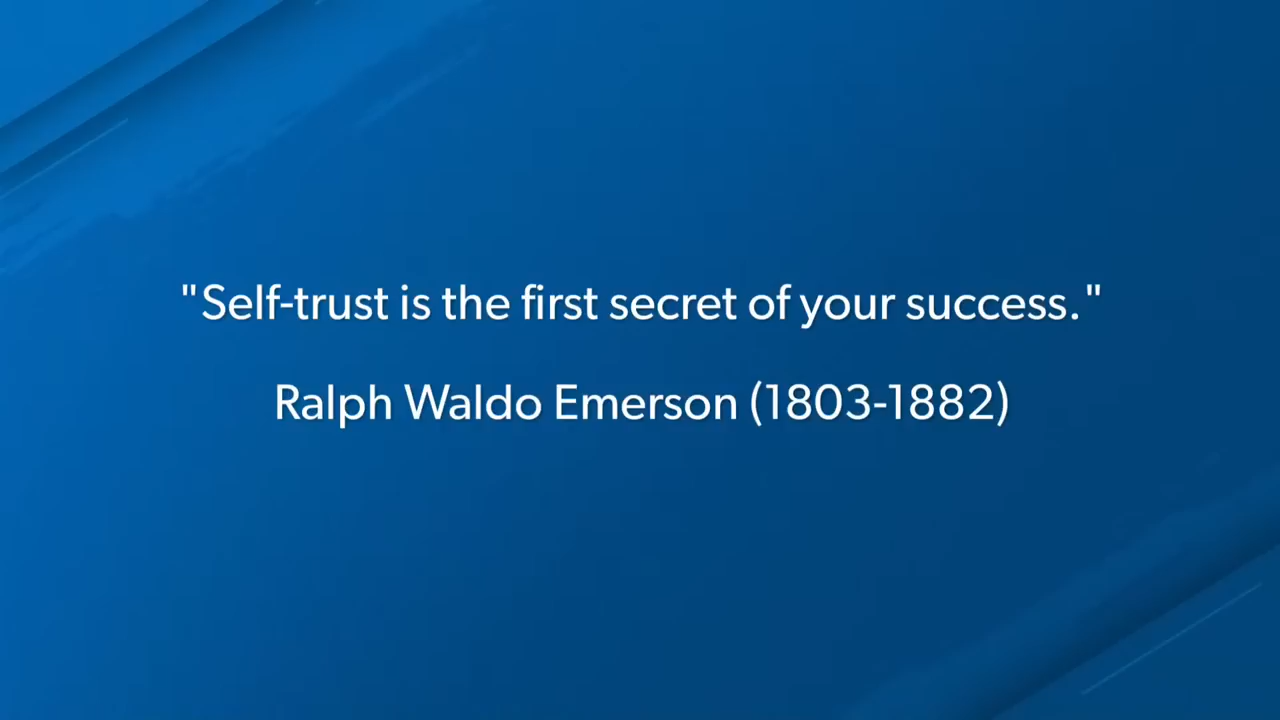 "Self-trust is the first secret of your success."
Ralph Waldo Emerson (1803-1882)